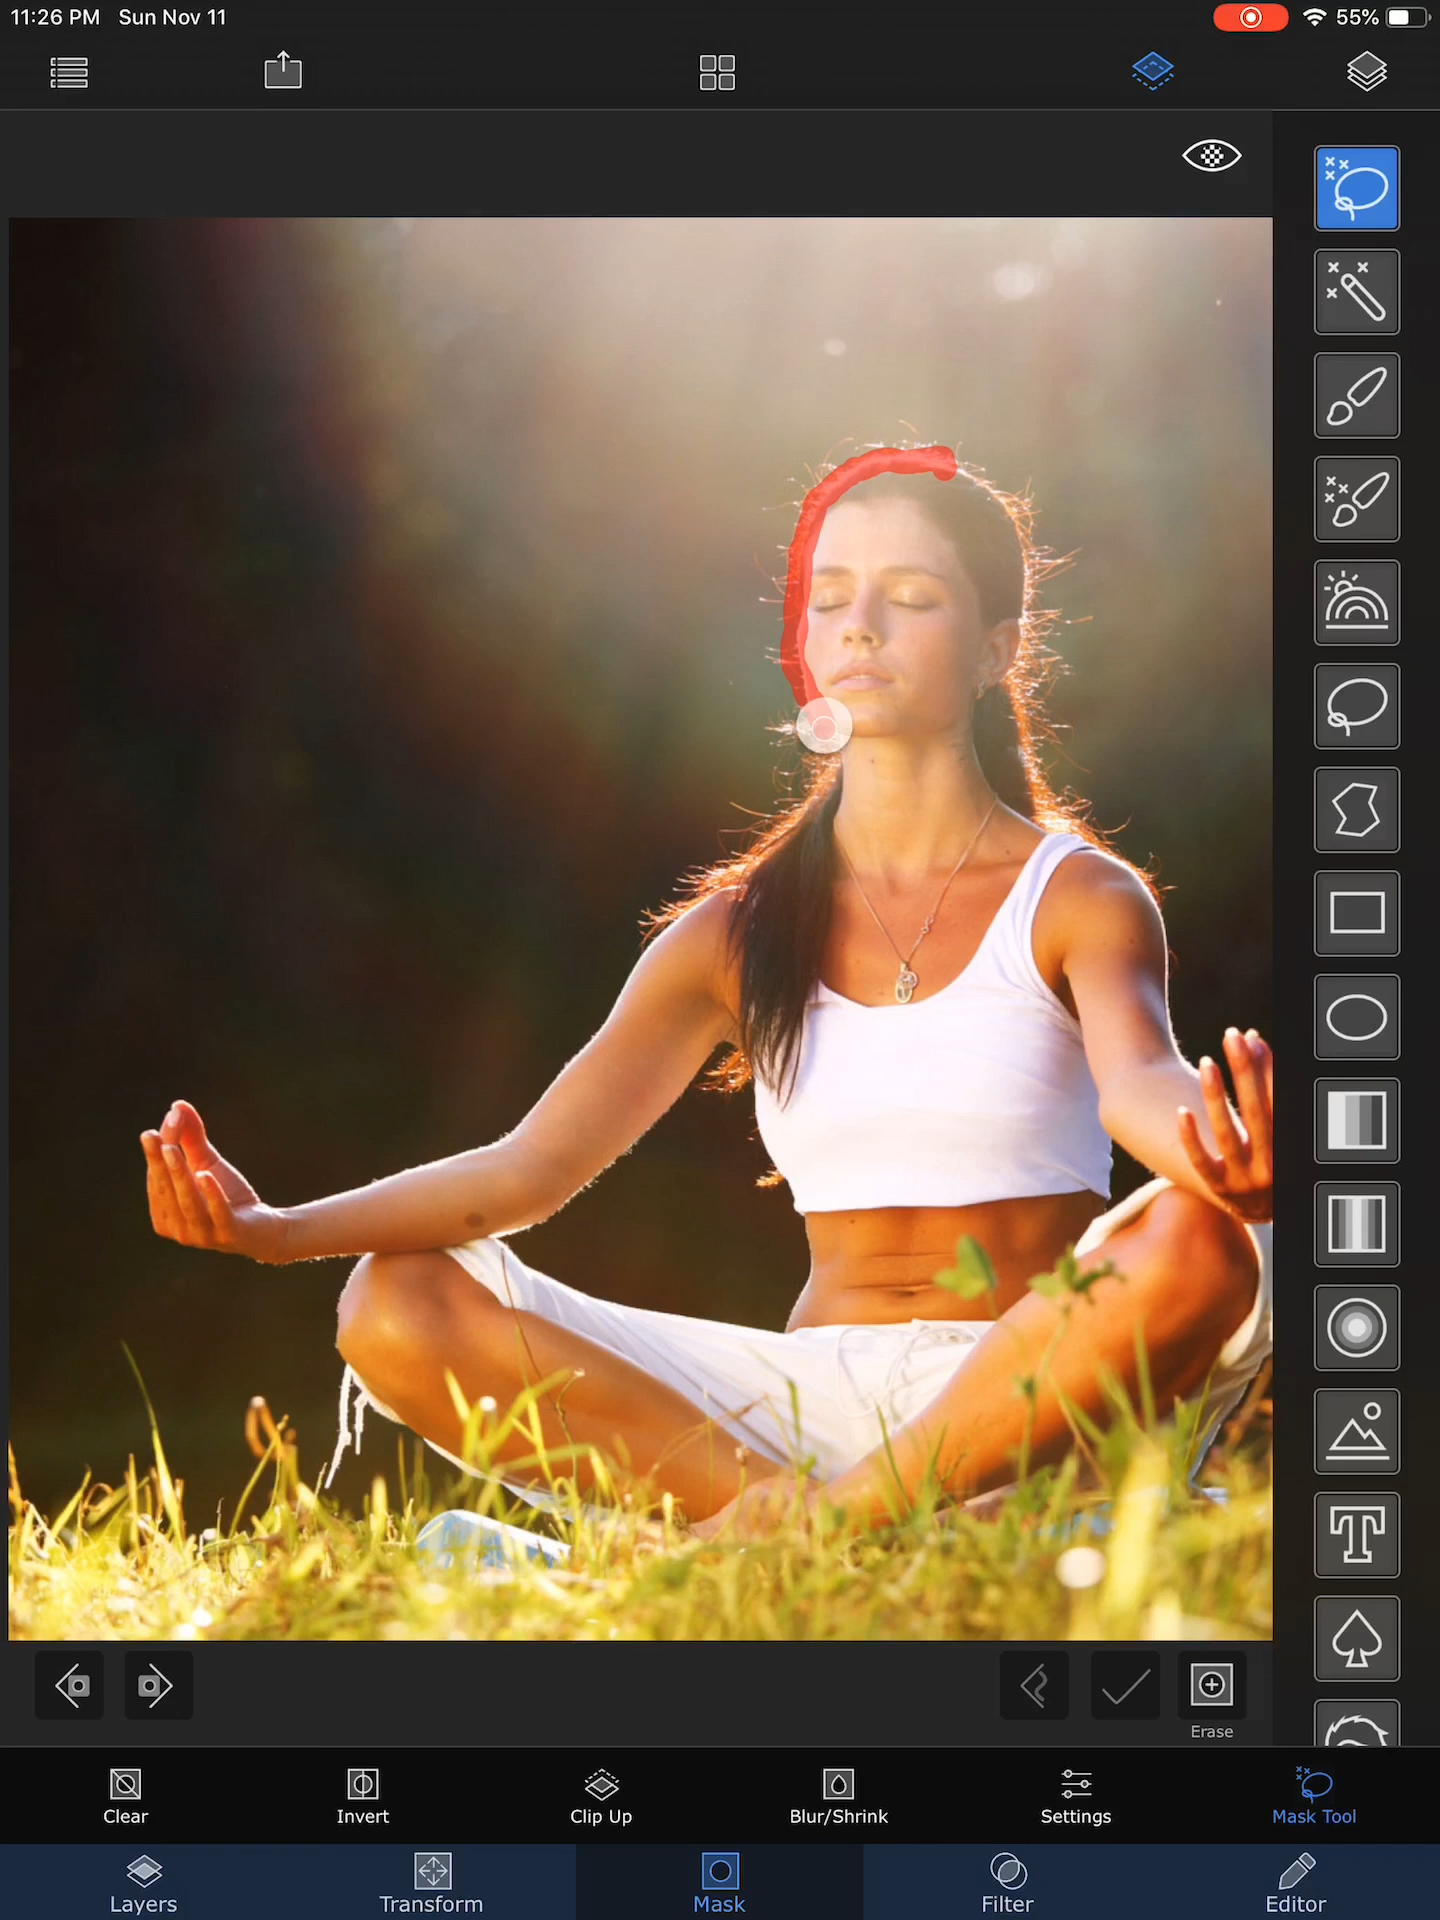 11:26 PM Sun Nov 11
55%
Erase
Clear
Invert
Clip Up
Blur/Shrink
Settings
Mask Tool
Layers
Transform
Mask
Filter
Editor